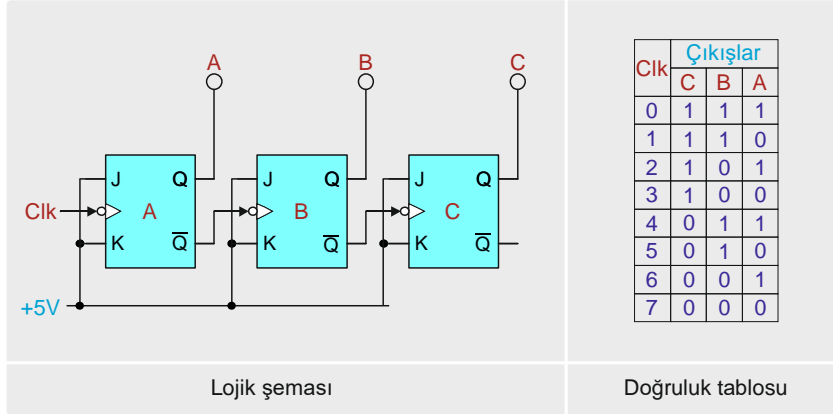 A B C
J Q J Q J Q
Clk A B C
K Q̅ K Q̅ K Q̅
+5V
Lojik şeması
Clk Çıkışlar
C B A
0 1 1 1
1 1 1 0
2 1 0 1
3 1 0 0
4 0 1 1
5 0 1 0
6 0 0 1
7 0 0 0
Doğruluk tablosu